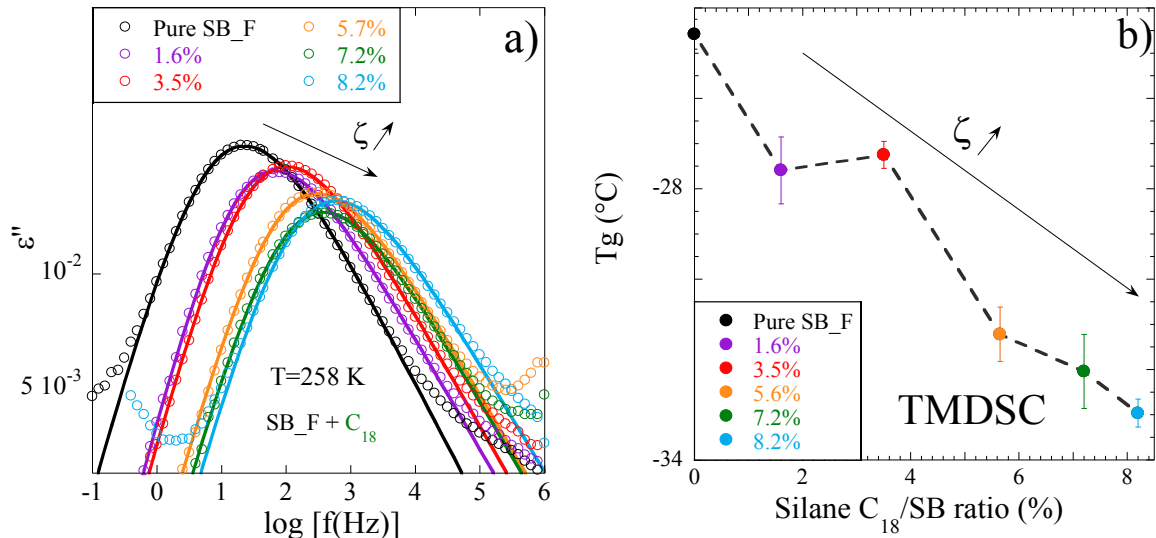 Pure SB_F
1.6%
3.5%
5.7%
7.2%
8.2%
a)
ζ
ε"
10⁻²
5 10⁻³
T=258 K
SB_F + C₁₈
-1 0 1 2 3 4 5 6
log [f(Hz)]
b)
ζ
Tg (°C)
-28
-34
Pure SB_F
1.6%
3.5%
5.6%
7.2%
8.2%
TMDSC
0 2 4 6 8
Silane C₁₈/SB ratio (%)